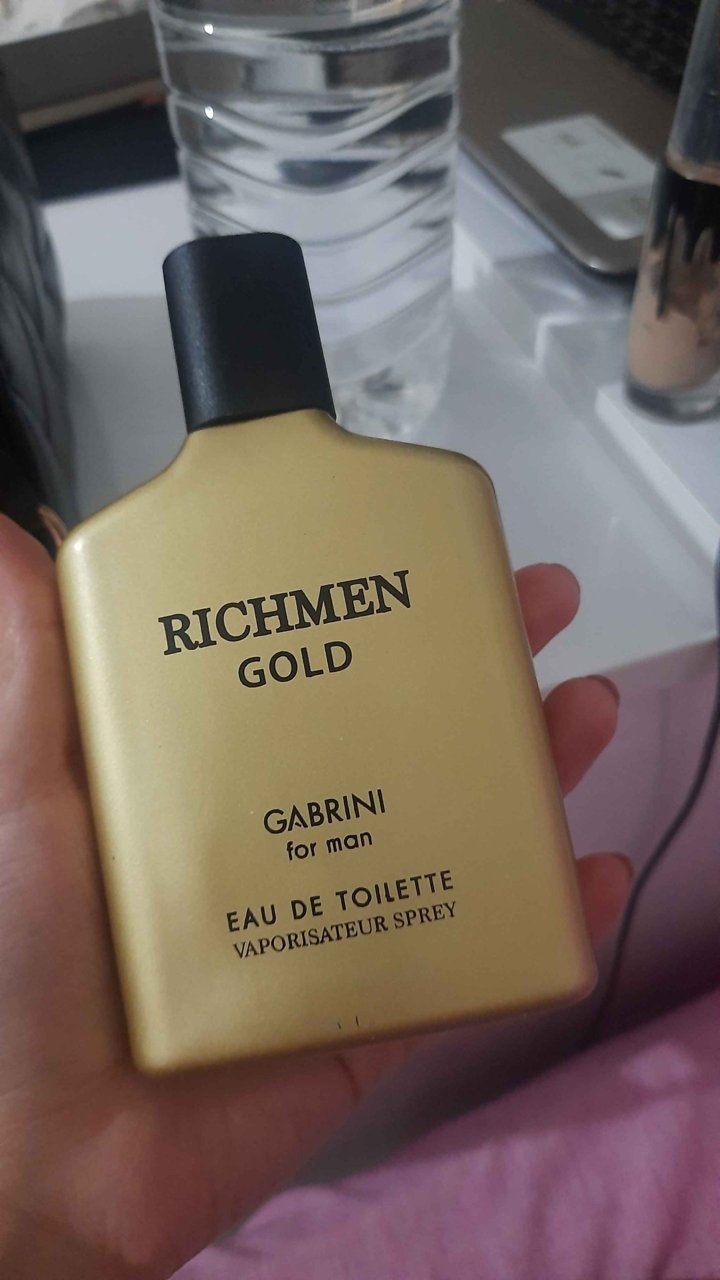 RICHMEN
GOLD
GABRINI
for man
EAU DE TOILETTE
VAPORISATEUR SPREY